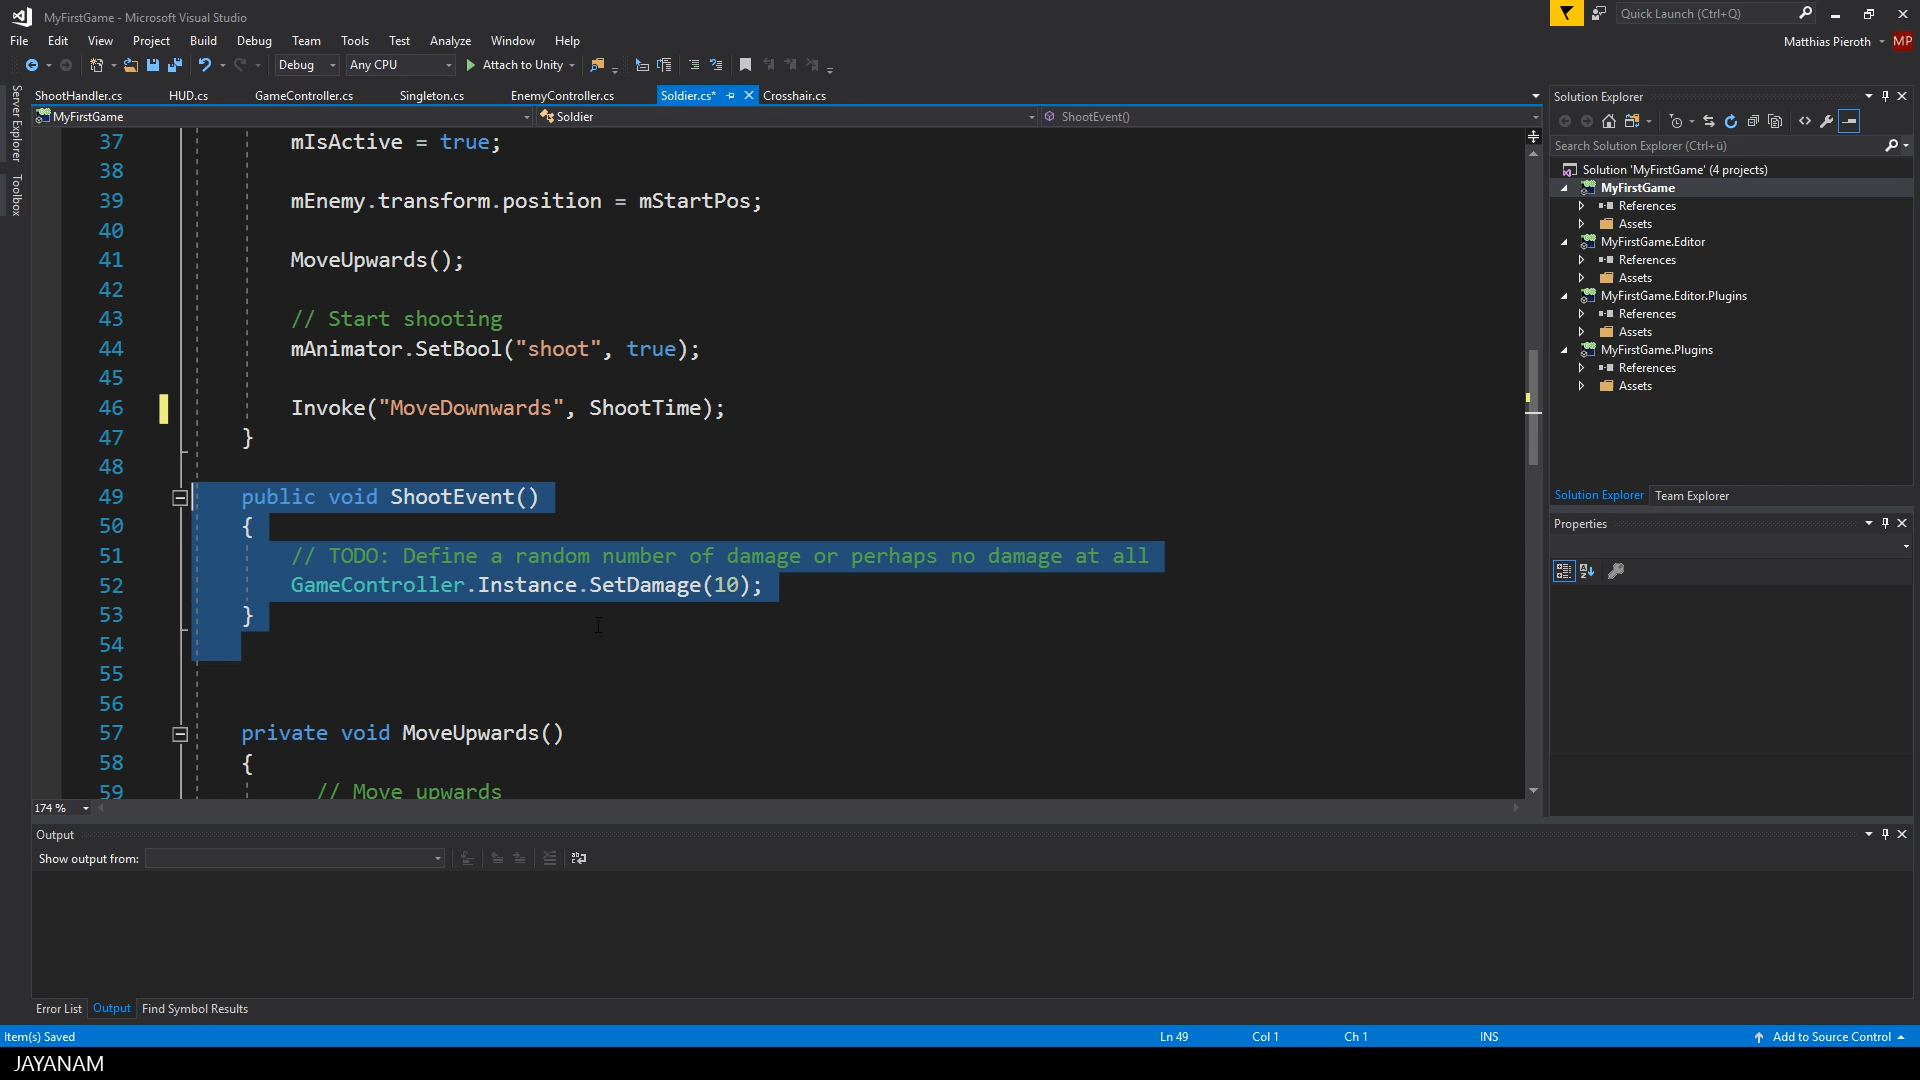 MyFirstGame - Microsoft Visual Studio
Quick Launch (Ctrl+Q)
File Edit View Project Build Debug Team Tools Test Analyze Window Help
Matthias Pieroth MP
Debug Any CPU Attach to Unity
Server Explorer
Toolbox
ShootHandler.cs HUD.cs GameController.cs Singleton.cs EnemyController.cs Soldier.cs* Crosshair.cs
MyFirstGame Soldier ShootEvent()
37 mIsActive = true;
38
39 mEnemy.transform.position = mStartPos;
40
41 MoveUpwards();
42
43 // Start shooting
44 mAnimator.SetBool("shoot", true);
45
46 Invoke("MoveDownwards", ShootTime);
47 }
48
49 public void ShootEvent()
50 {
51 // TODO: Define a random number of damage or perhaps no damage at all
52 GameController.Instance.SetDamage(10);
53 }
54
55
56
57 private void MoveUpwards()
58 {
59 // Move upwards
174 %
Solution Explorer
Search Solution Explorer (Ctrl+ü)
Solution 'MyFirstGame' (4 projects)
MyFirstGame
References
Assets
MyFirstGame.Editor
References
Assets
MyFirstGame.Editor.Plugins
References
Assets
MyFirstGame.Plugins
References
Assets
Solution Explorer Team Explorer
Properties
Output
Show output from:
Error List Output Find Symbol Results
Item(s) Saved Ln 49 Col 1 Ch 1 INS Add to Source Control
JAYANAM